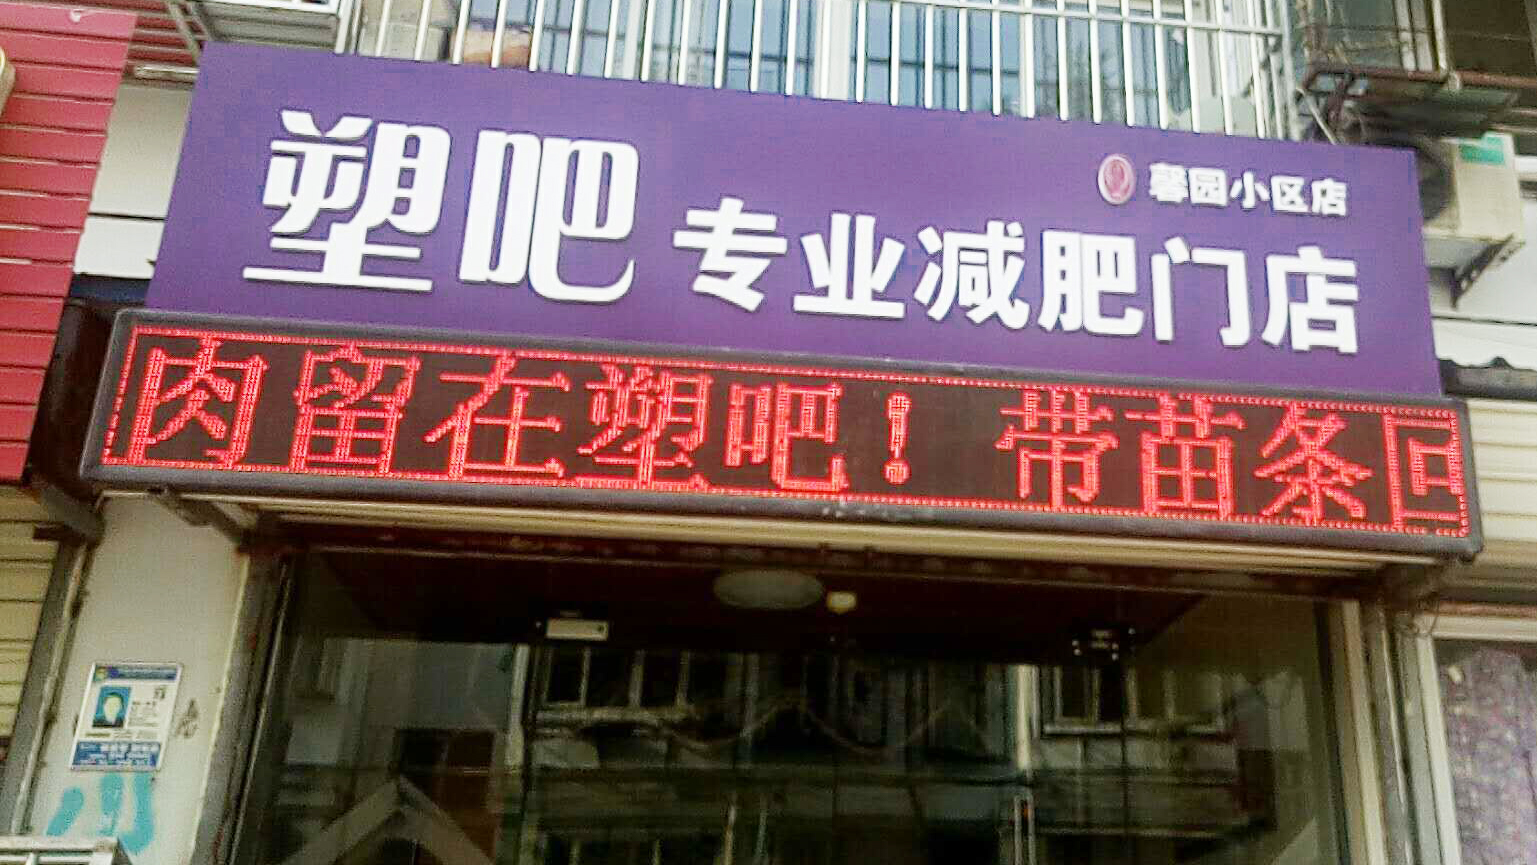 馨园小区店
塑吧 专业减肥门店
肉留在塑吧！带苗条回